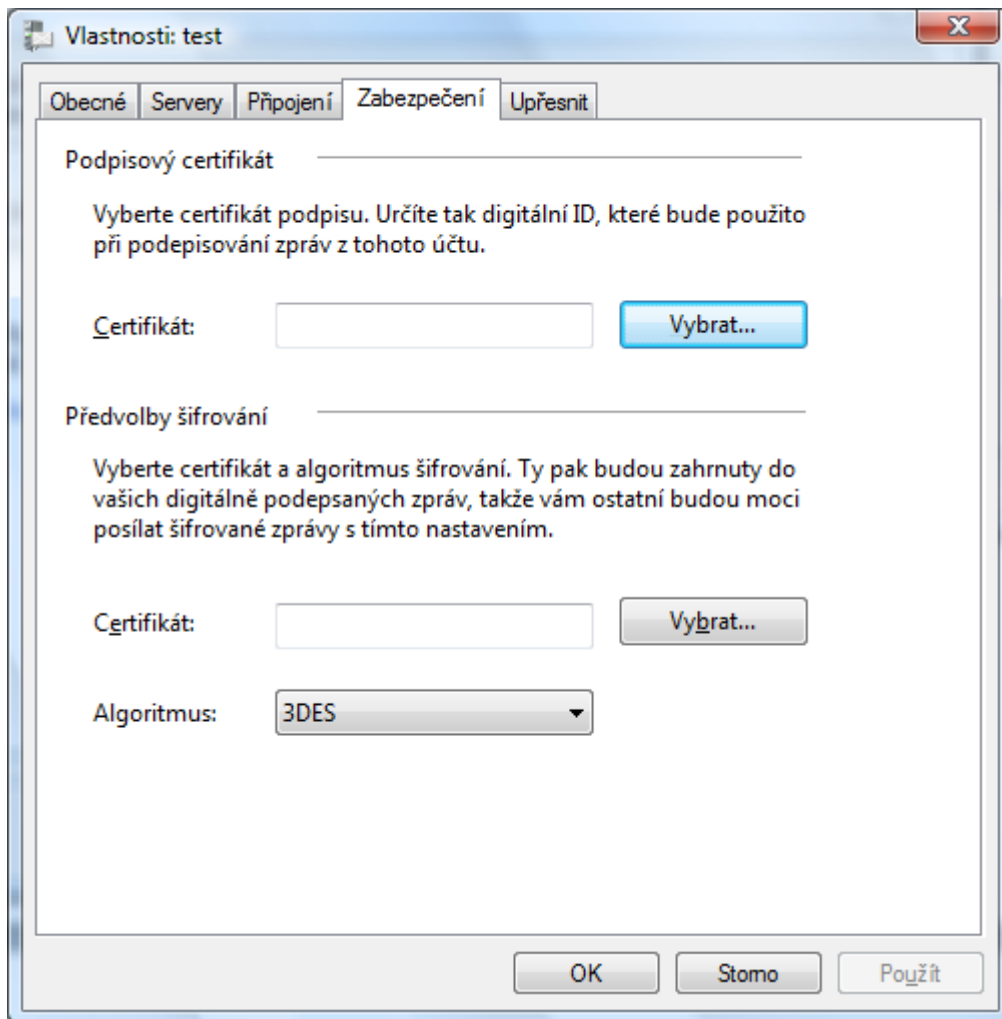 Vlastnosti: test
Obecné Servery Připojení Zabezpečení Upřesnit
Podpisový certifikát
Vyberte certifikát podpisu. Určíte tak digitální ID, které bude použito
při podepisování zpráv z tohoto účtu.
Certifikát: Vybrat...
Předvolby šifrování
Vyberte certifikát a algoritmus šifrování. Ty pak budou zahrnuty do
vašich digitálně podepsaných zpráv, takže vám ostatní budou moci
posílat šifrované zprávy s tímto nastavením.
Certifikát: Vybrat...
Algoritmus: 3DES
OK Storno Použít